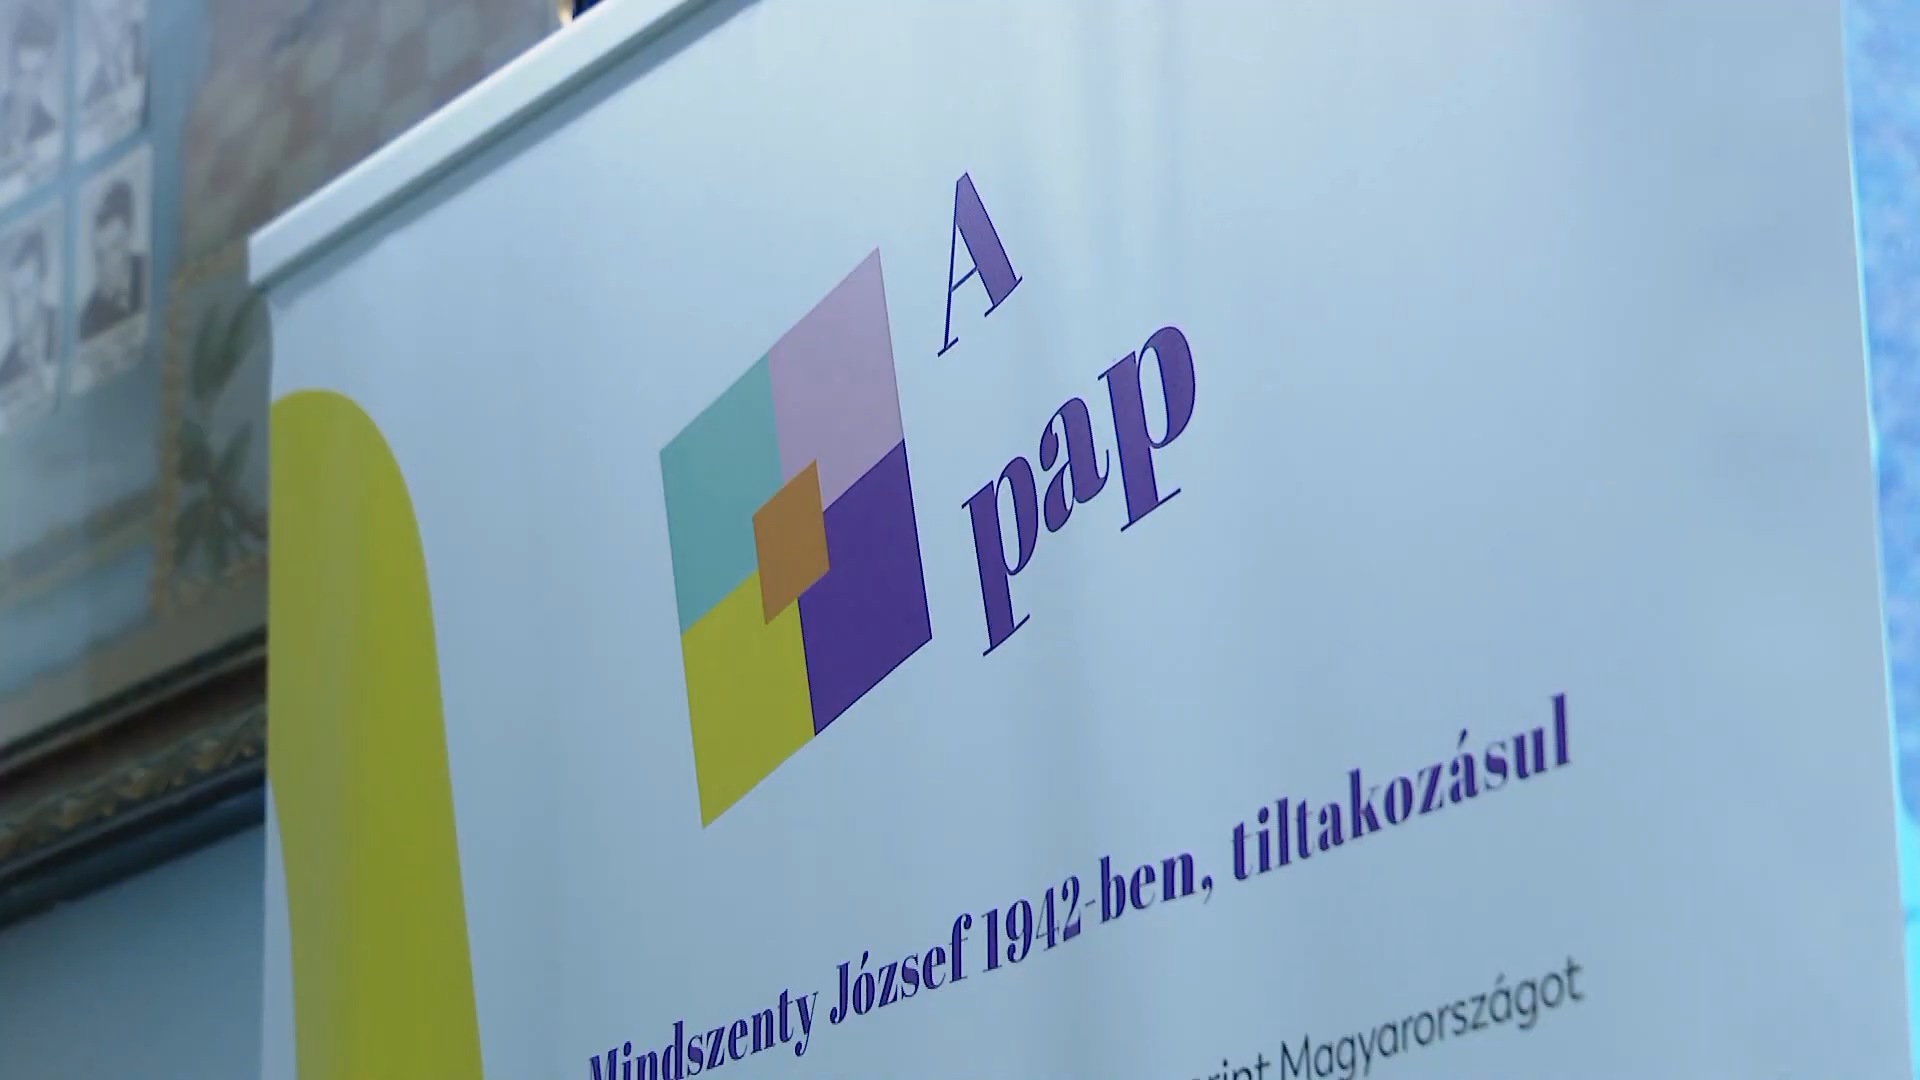 A
pap
Mindszenty József 1942-ben, tiltakozásul
Magyarországot